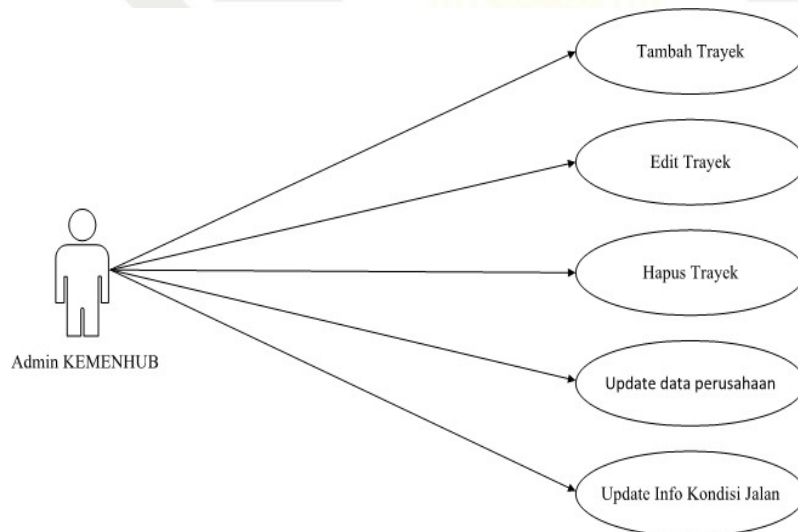 Tambah Trayek
Edit Trayek
Hapus Trayek
Admin KEMENHUB
Update data perusahaan
Update Info Kondisi Jalan